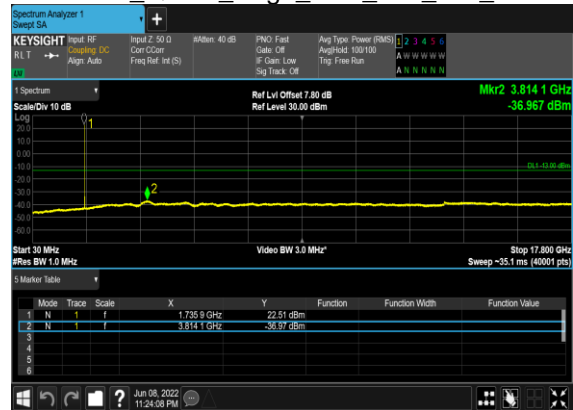 Spectrum Analyzer 1
Swept SA
KEYSIGHT Input: RF Input Z: 50 Ω #Atten: 40 dB PNO: Fast Avg Type: Power (RMS) 1 2 3 4 5 6
RLT Coupling: DC Corr CCorr Gate: Off Avg|Hold: 100/100 A W W W W W
Align: Auto Freq Ref: Int (S) IF Gain: Low Trig: Free Run
Sig Track: Off A N N N N N
1 Spectrum Ref Lvl Offset 7.80 dB Mkr2 3.814 1 GHz
Scale/Div 10 dB Ref Level 30.00 dBm -36.967 dBm
Log
1
20.0
10.0
0.00
-10.0
DL1 -13.00 dBm
-20.0
-30.0
2
-40.0
-50.0
-60.0
Start 30 MHz Video BW 3.0 MHz* Stop 17.800 GHz
#Res BW 1.0 MHz Sweep ~35.1 ms (40001 pts)
5 Marker Table
Mode Trace Scale X Y Function Function Width Function Value
1 N 1 f 1.735 9 GHz 22.51 dBm
2 N 1 f 3.814 1 GHz -36.97 dBm
3
4
5
6
? Jun 08, 2022
11:24:08 PM